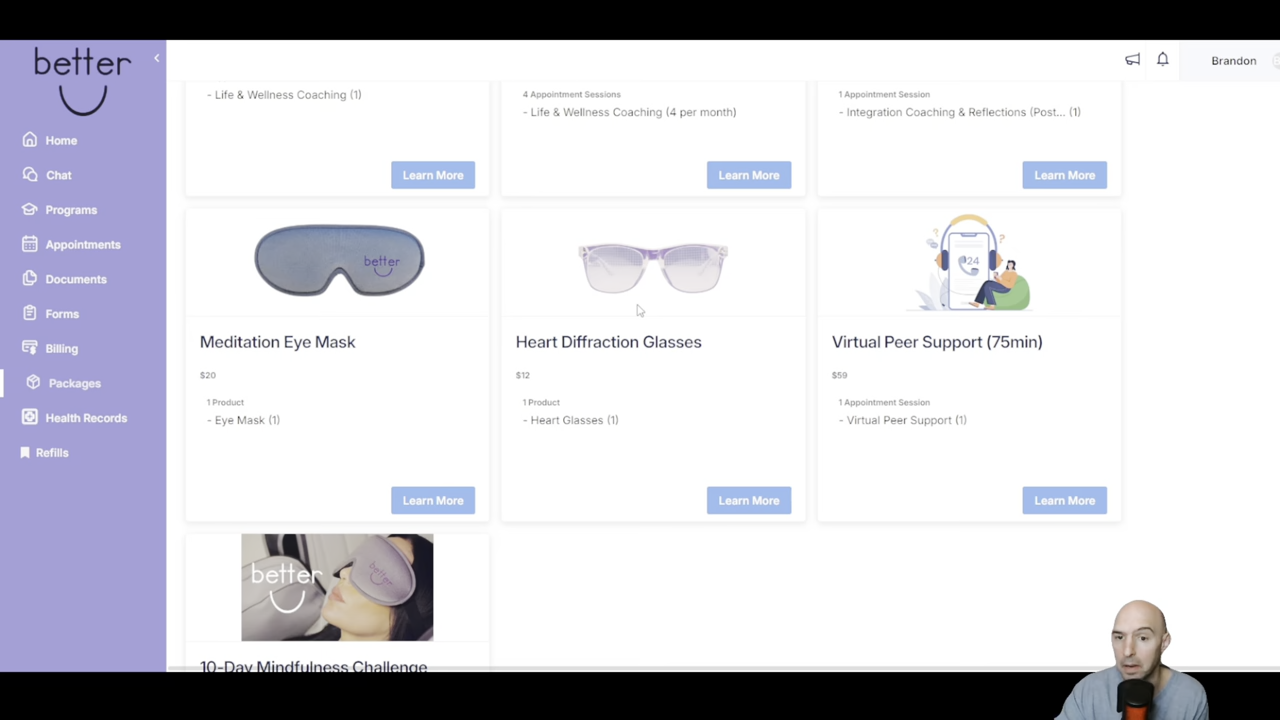 better
Brandon
Home
Chat
Programs
Appointments
Documents
Forms
Billing
Packages
Health Records
Refills
- Life & Wellness Coaching (1)
Learn More
4 Appointment Sessions
- Life & Wellness Coaching (4 per month)
Learn More
1 Appointment Session
- Integration Coaching & Reflections (Post... (1)
Learn More
better
Meditation Eye Mask
$20
1 Product
- Eye Mask (1)
Learn More
Heart Diffraction Glasses
$12
1 Product
- Heart Glasses (1)
Learn More
24
Virtual Peer Support (75min)
$59
1 Appointment Session
- Virtual Peer Support (1)
Learn More
better
better
10-Day Mindfulness Challenge